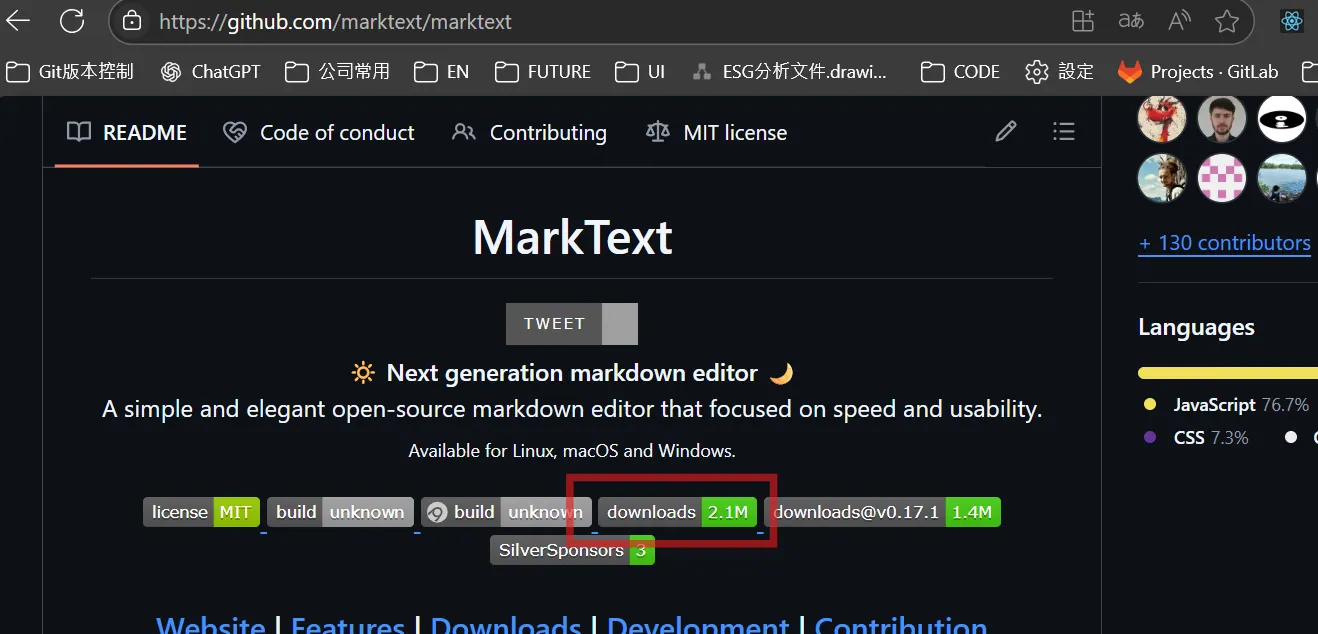 https://github.com/marktext/marktext
Git版本控制 ChatGPT 公司常用 EN FUTURE UI ESG分析文件.drawi... CODE 設定 Projects · GitLab
README Code of conduct Contributing MIT license
MarkText
TWEET
🔆 Next generation markdown editor 🌙
A simple and elegant open-source markdown editor that focused on speed and usability.
Available for Linux, macOS and Windows.
license MIT build unknown build unknown downloads 2.1M downloads@v0.17.1 1.4M
SilverSponsors 3
Website | Features | Downloads | Development | Contribution
+ 130 contributors
Languages
JavaScript 76.7%
CSS 7.3%